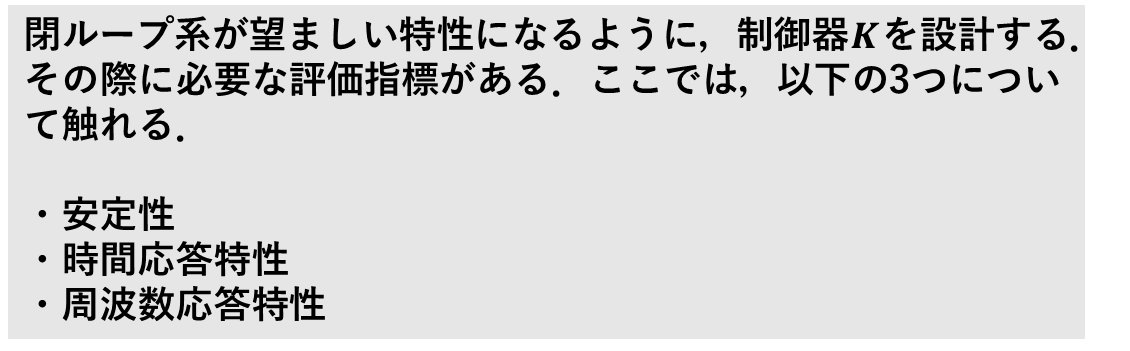 閉ループ系が望ましい特性になるように，制御器Kを設計する．
その際に必要な評価指標がある．ここでは，以下の3つについ
て触れる．
・安定性
・時間応答特性
・周波数応答特性